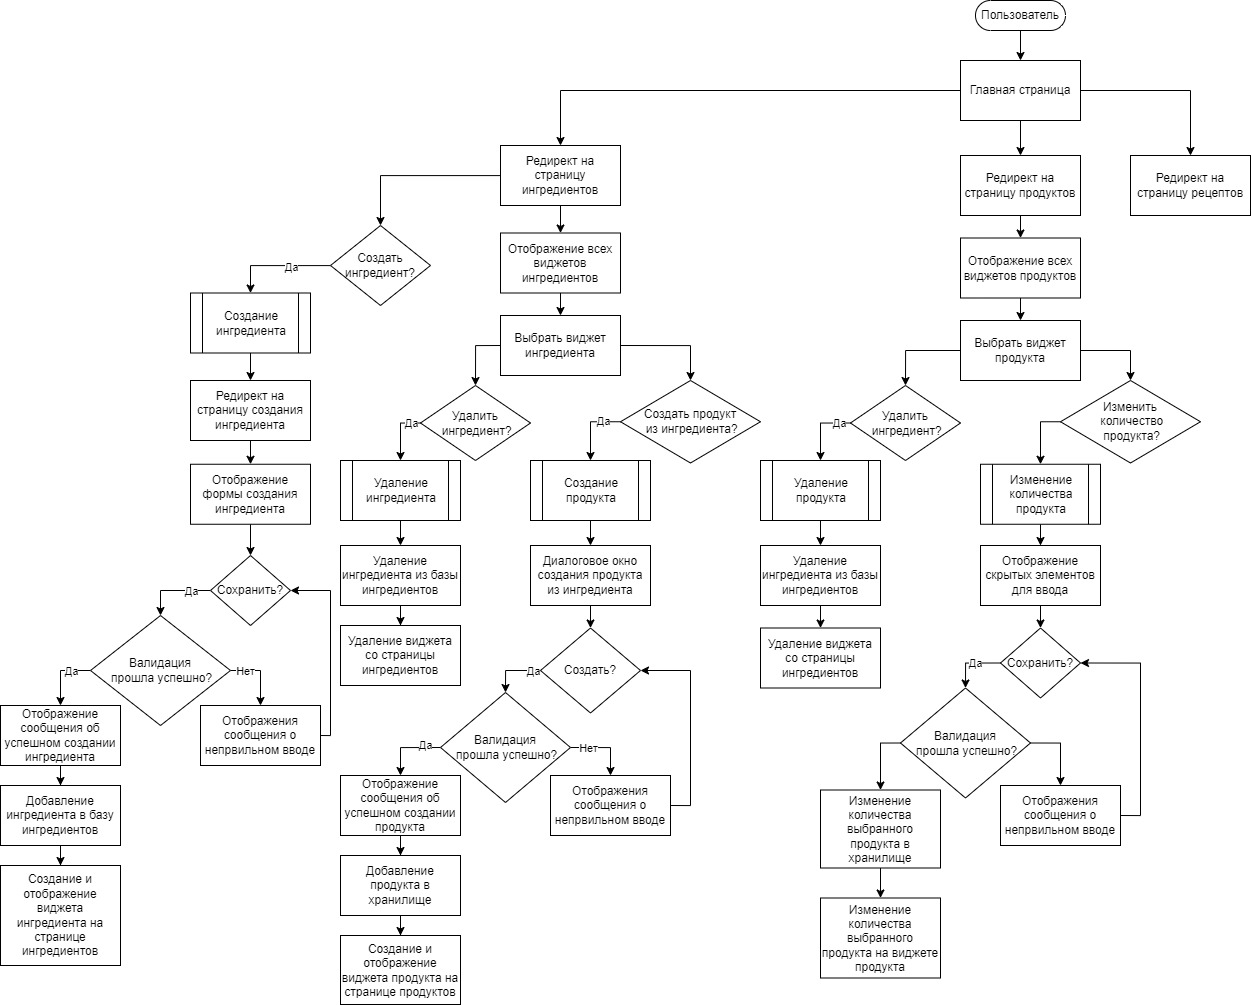 Пользователь
Главная страница
Редирект на
страницу
ингредиентов
Редирект на
страницу продуктов
Редирект на
страницу рецептов
Создать
ингредиент?
Да
Отображение всех
виджетов
ингредиентов
Отображение всех
виджетов продуктов
Создание
ингредиента
Выбрать виджет
ингредиента
Выбрать виджет
продукта
Редирект на
страницу создания
ингредиента
Удалить
ингредиент?
Да
Создать продукт
из ингредиента?
Да
Удалить
ингредиент?
Да
Изменить
количество
продукта?
Отображение
формы создания
ингредиента
Удаление
ингредиента
Создание
продукта
Удаление
продукта
Изменение
количества
продукта
Сохранить?
Да
Удаление
ингредиента из базы
ингредиентов
Диалоговое окно
создания продукта
из ингредиента
Удаление
ингредиента из базы
ингредиентов
Отображение
скрытых элементов
для ввода
Валидация
прошла успешно?
Да
Нет
Удаление виджета
со страницы
ингредиентов
Создать?
Да
Удаление виджета
со страницы
ингредиентов
Сохранить?
Да
Отображение
сообщения об
успешном создании
ингредиента
Отображения
сообщения о
непрвильном вводе
Валидация
прошла успешно?
Да
Нет
Валидация
прошла успешно?
Добавление
ингредиента в базу
ингредиентов
Отображение
сообщения об
успешном создании
продукта
Отображения
сообщения о
непрвильном вводе
Изменение
количества
выбранного
продукта в
хранилище
Отображения
сообщения о
непрвильном вводе
Создание и
отображение
виджета
ингредиента на
странице
ингредиентов
Добавление
продукта в
хранилище
Изменение
количества
выбранного
продукта на виджете
продукта
Создание и
отображение
виджета продукта на
странице продуктов